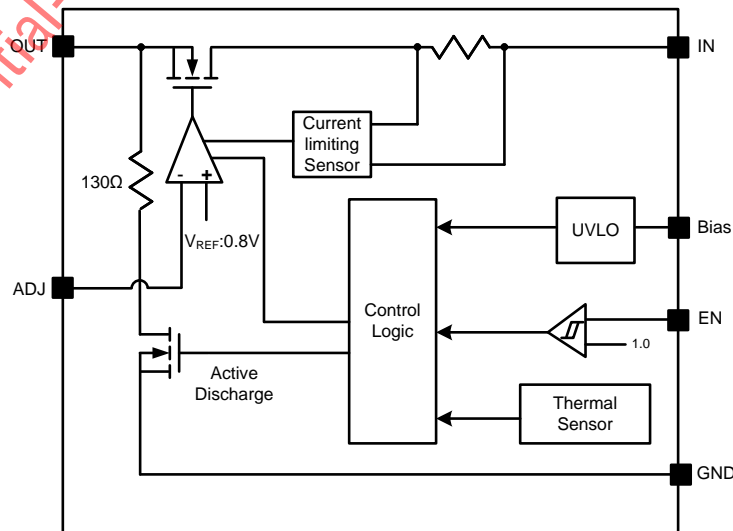 OUT
IN
Current
limiting
Sensor
130Ω
-
+
V_REF:0.8V
UVLO
Bias
ADJ
Control
Logic
EN
1.0
Active
Discharge
Thermal
Sensor
GND